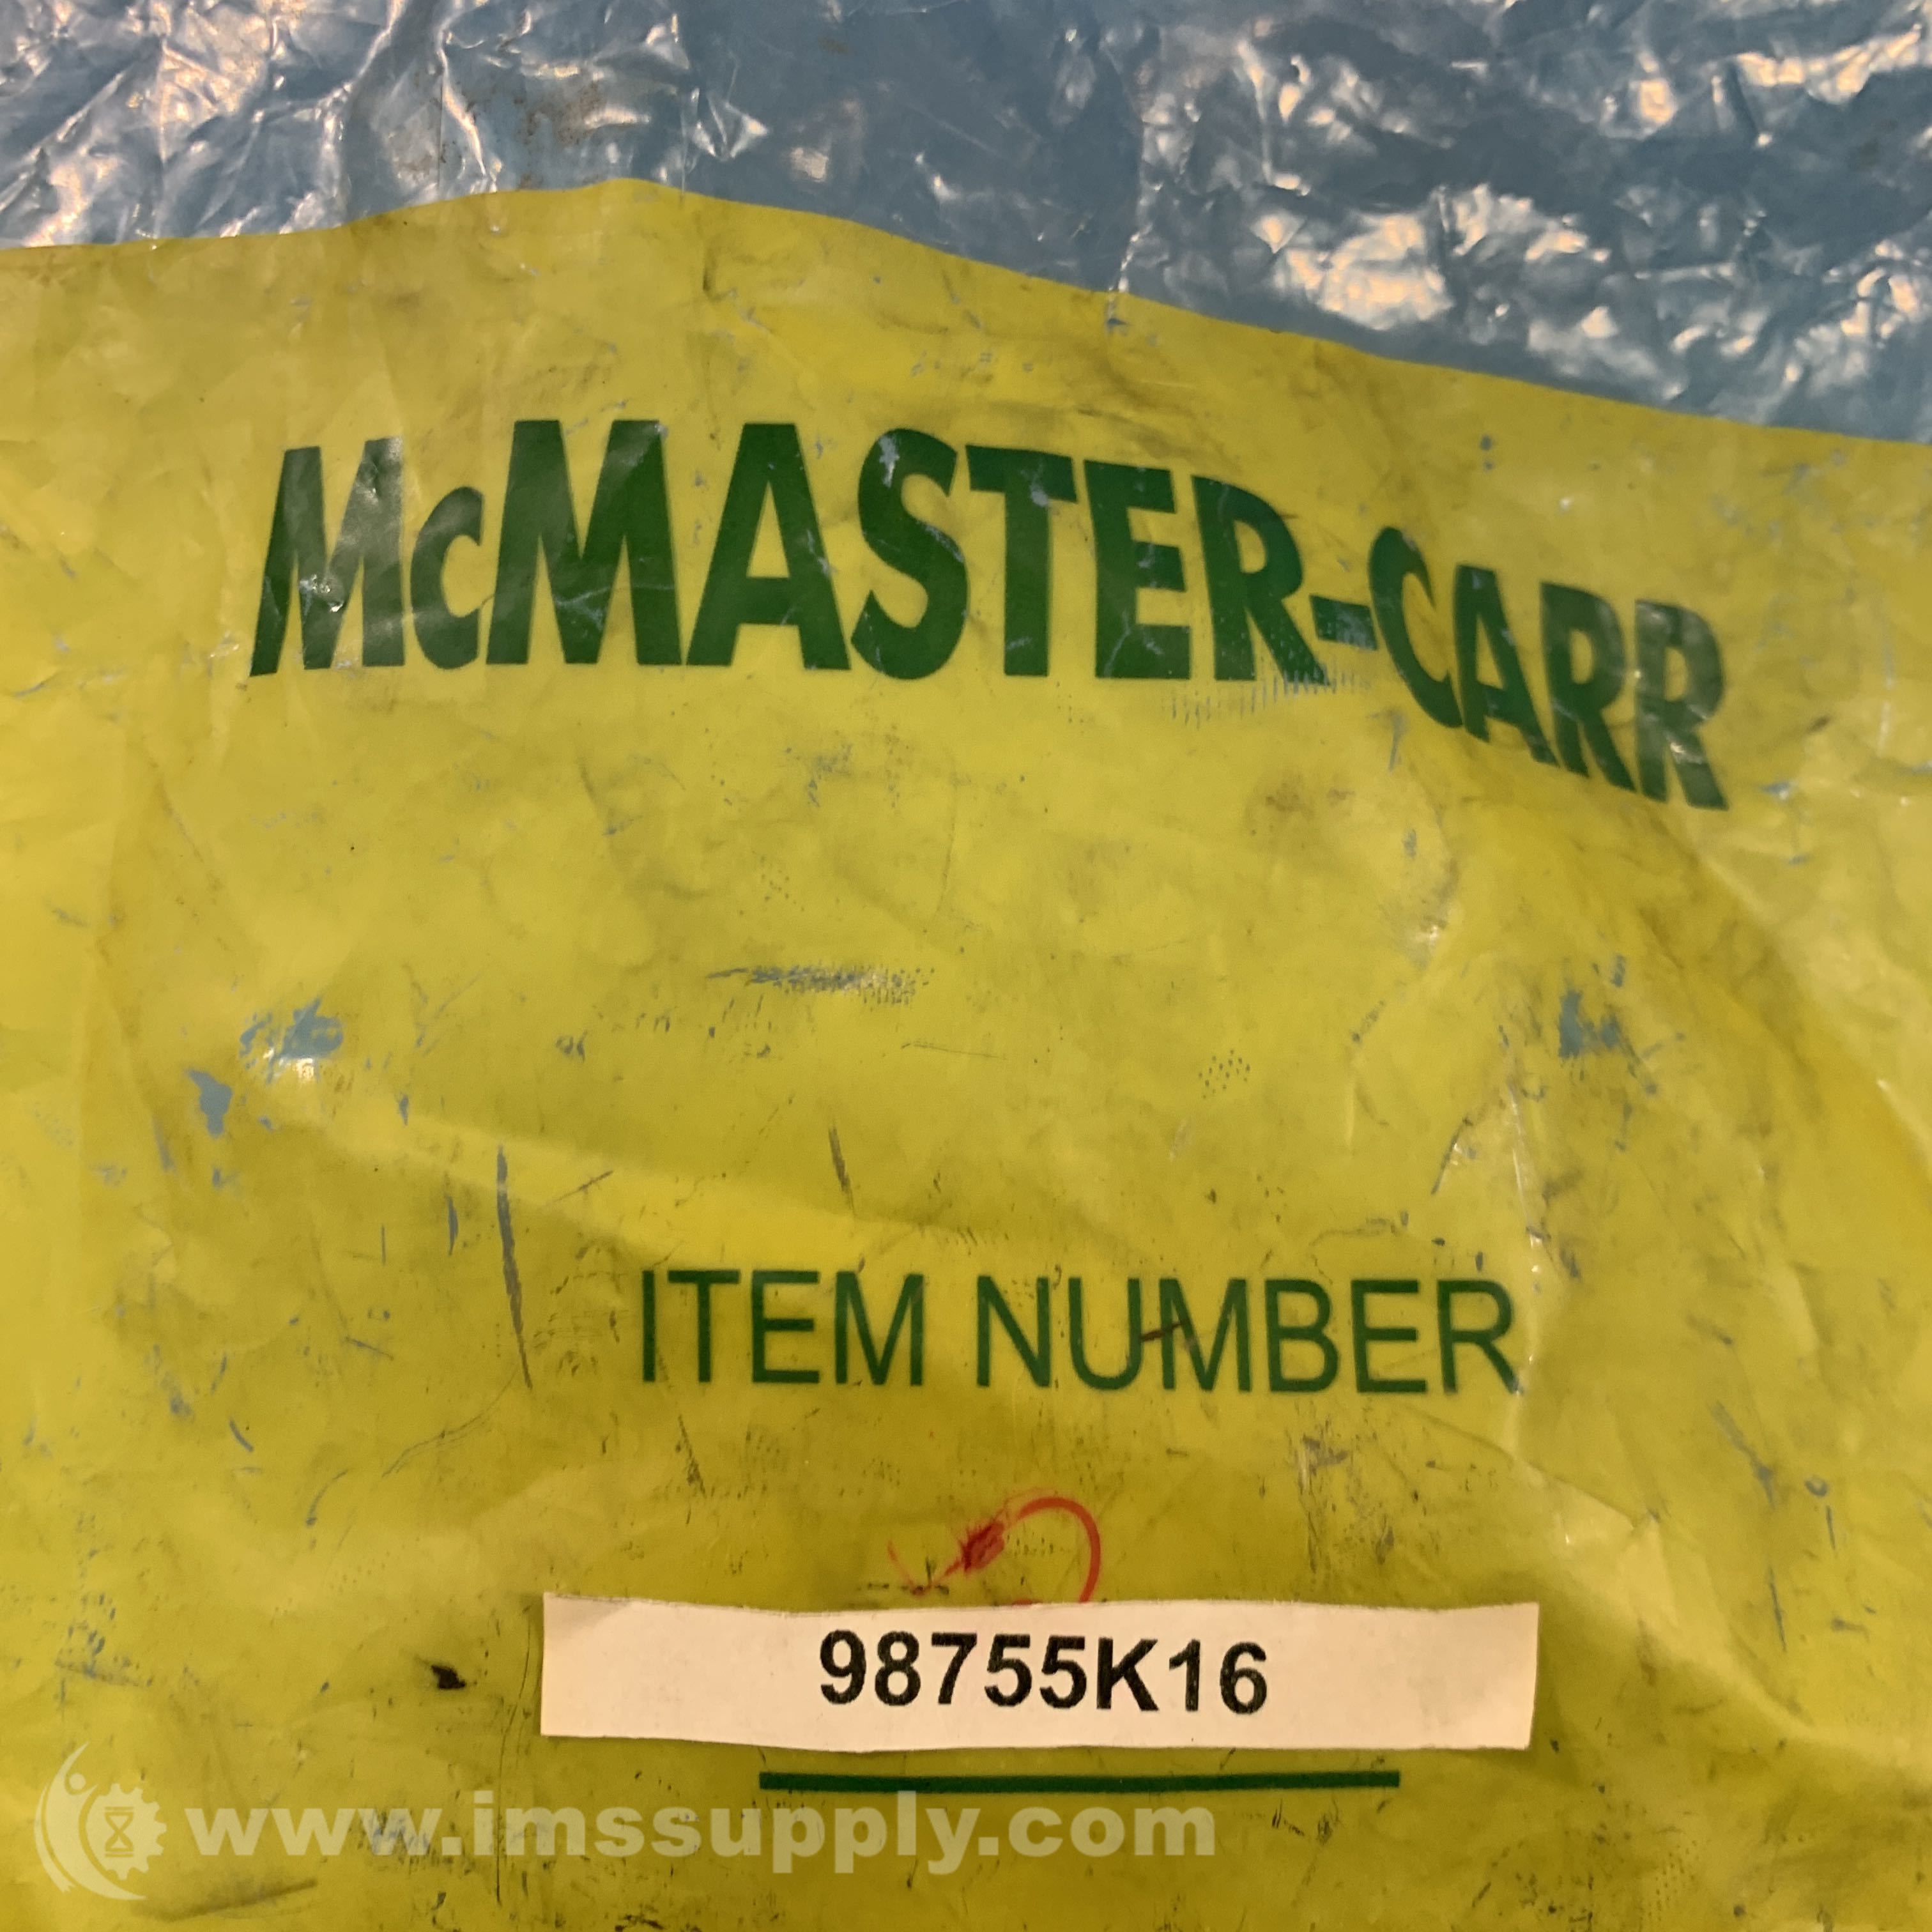 McMASTER-CARR
ITEM NUMBER
98755K16
www.imssupply.com